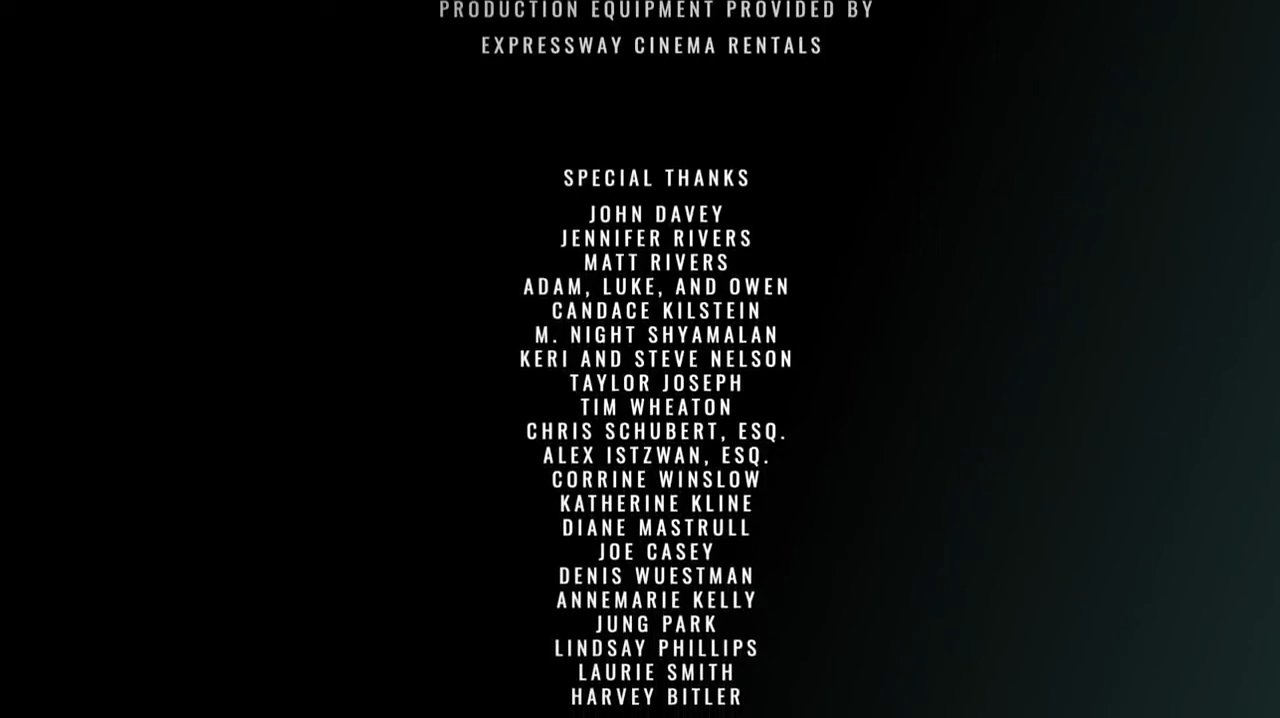 PRODUCTION EQUIPMENT PROVIDED BY
EXPRESSWAY CINEMA RENTALS
SPECIAL THANKS
JOHN DAVEY
JENNIFER RIVERS
MATT RIVERS
ADAM, LUKE, AND OWEN
CANDACE KILSTEIN
M. NIGHT SHYAMALAN
KERI AND STEVE NELSON
TAYLOR JOSEPH
TIM WHEATON
CHRIS SCHUBERT, ESQ.
ALEX ISTZWAN, ESQ.
CORRINE WINSLOW
KATHERINE KLINE
DIANE MASTRULL
JOE CASEY
DENIS WUESTMAN
ANNEMARIE KELLY
JUNG PARK
LINDSAY PHILLIPS
LAURIE SMITH
HARVEY BITLER